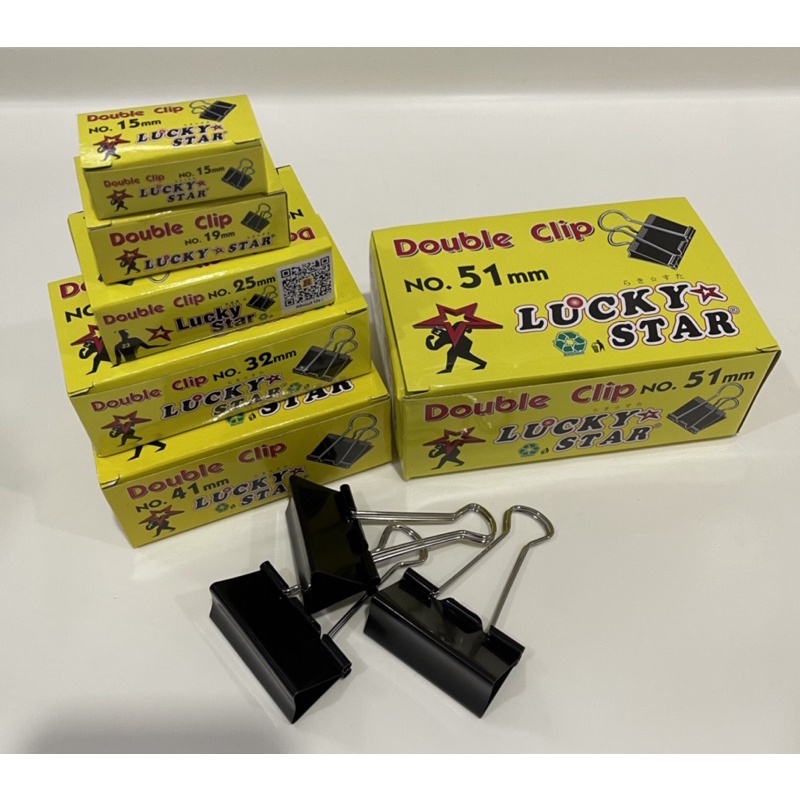 Double Clip
NO. 15mm
LUCKY
STAR
Double Clip NO. 15mm
LUCKY
STAR
Double Clip
NO. 19mm
LUCKY STAR
Double Clip NO. 25mm
Lucky
Star
Double Clip NO. 32mm
LUCKY
STAR
Double Clip
NO. 41mm
LUCKY
STAR
Double Clip
NO. 51mm
らき☆すた
LUCKY
STAR®
Double Clip NO. 51mm
LUCKY
STAR